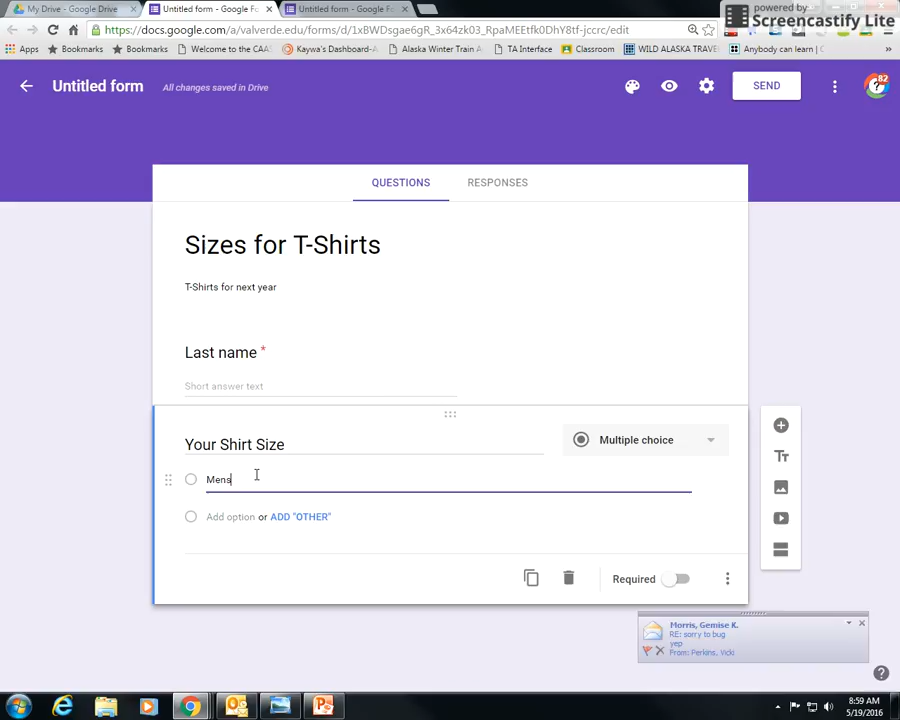 My Drive - Google Drive
Untitled form - Google Fo
Untitled form - Google Fo
powered by
Screencastify Lite
https://docs.google.com/a/valverde.edu/forms/d/1xBWDsgae6gR_3x64zk03_RpaMEEtfk0DhY8tf-jccrc/edit
Apps
Bookmarks
Bookmarks
Welcome to the CAAS
Kaywa's Dashboard-
Alaska Winter Train A
TA Interface
Classroom
WILD ALASKA TRAVE
Anybody can learn |
Untitled form
All changes saved in Drive
SEND
82
QUESTIONS
RESPONSES
Sizes for T-Shirts
T-Shirts for next year
Last name *
Short answer text
Your Shirt Size
Multiple choice
Mens
Add option or ADD "OTHER"
Required
Morris, Gemise K.
RE: sorry to bug
yep
From: Perkins, Vicki
8:59 AM
5/19/2016